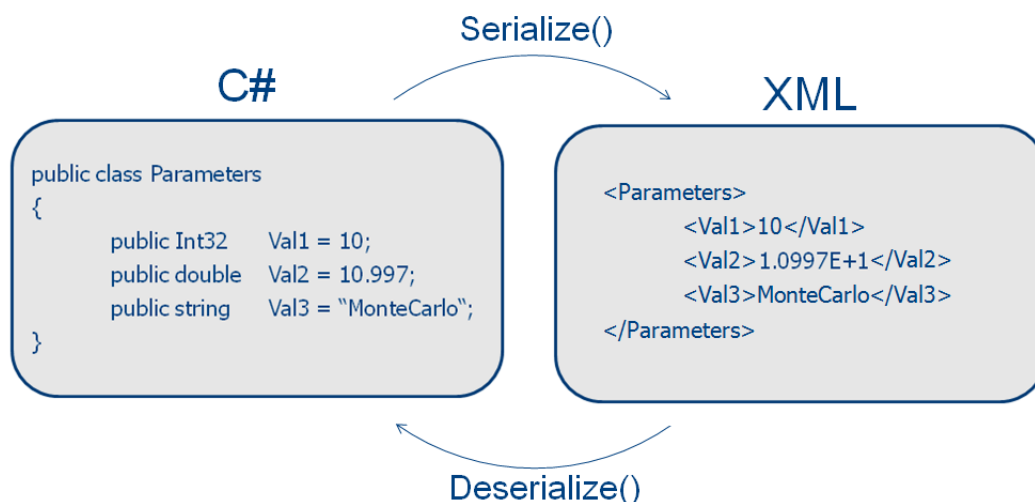 Serialize()
C#
public class Parameters
{
public Int32 Val1 = 10;
public double Val2 = 10.997;
public string Val3 = “MonteCarlo“;
}
XML
<Parameters>
<Val1>10</Val1>
<Val2>1.0997E+1</Val2>
<Val3>MonteCarlo</Val3>
</Parameters>
Deserialize()